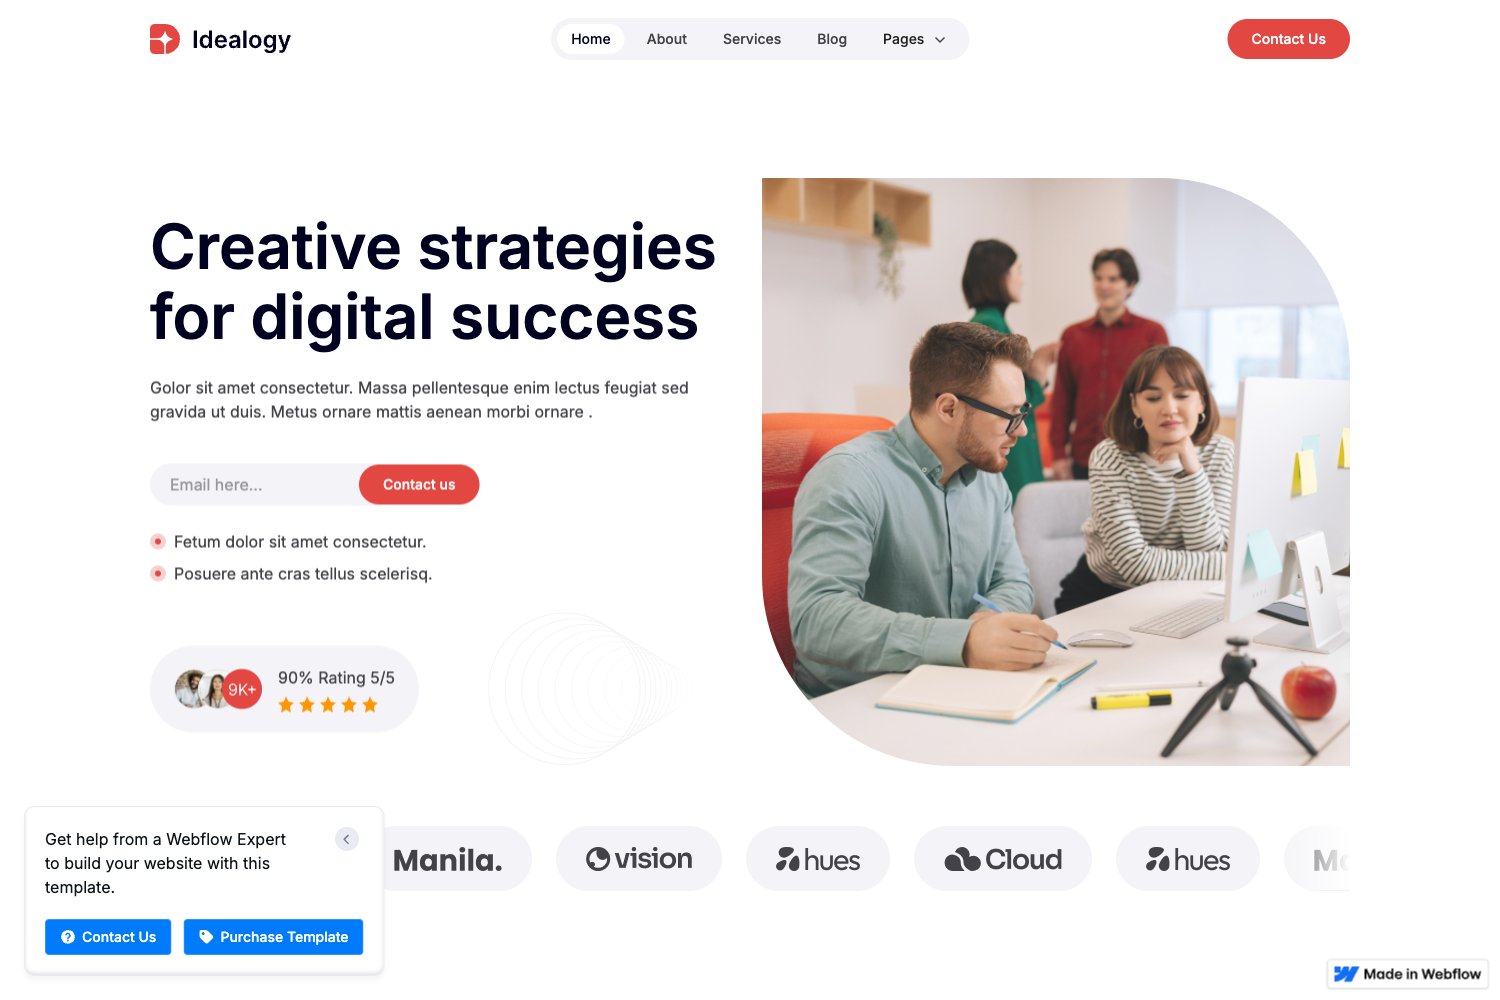 Idealogy
Home
About
Services
Blog
Pages
Contact Us
Creative strategies
for digital success
Golor sit amet consectetur. Massa pellentesque enim lectus feugiat sed
gravida ut duis. Metus ornare mattis aenean morbi ornare .
Email here...
Contact us
Fetum dolor sit amet consectetur.
Posuere ante cras tellus scelerisq.
9K+
90% Rating 5/5
Manila.
vision
hues
Cloud
hues
Get help from a Webflow Expert
to build your website with this
template.
Contact Us
Purchase Template
Made in Webflow